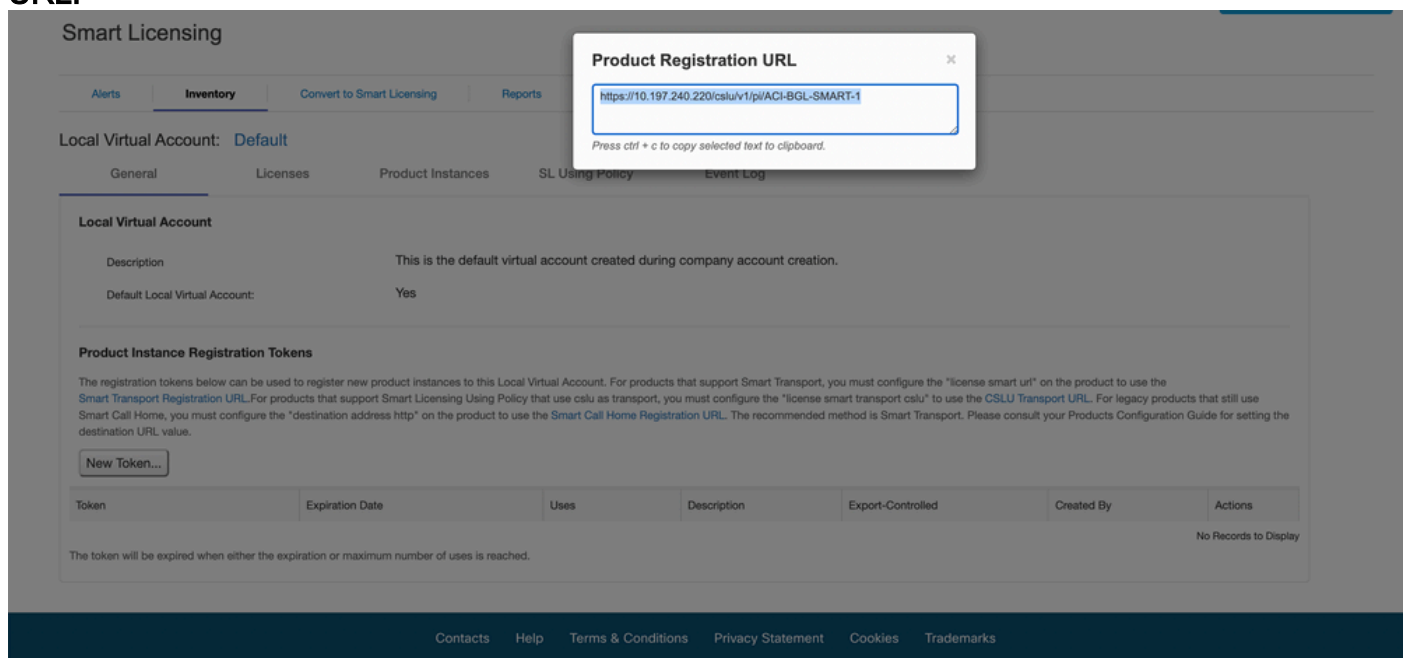 URL:
Smart Licensing
Product Registration URL
×
https://10.197.240.220/cslu/v1/pi/ACI-BGL-SMART-1
Press ctrl + c to copy selected text to clipboard.
Alerts
Inventory
Convert to Smart Licensing
Reports
Local Virtual Account: Default
General
Licenses
Product Instances
SL Using Policy
Event Log
Local Virtual Account
Description
This is the default virtual account created during company account creation.
Default Local Virtual Account:
Yes
Product Instance Registration Tokens
The registration tokens below can be used to register new product instances to this Local Virtual Account. For products that support Smart Transport, you must configure the "license smart url" on the product to use the
Smart Transport Registration URL.For products that support Smart Licensing Using Policy that use cslu as transport, you must configure the "license smart transport cslu" to use the CSLU Transport URL. For legacy products that still use
Smart Call Home, you must configure the "destination address http" on the product to use the Smart Call Home Registration URL. The recommended method is Smart Transport. Please consult your Products Configuration Guide for setting the
destination URL value.
New Token...
Token
Expiration Date
Uses
Description
Export-Controlled
Created By
Actions
No Records to Display
The token will be expired when either the expiration or maximum number of uses is reached.
Contacts
Help
Terms & Conditions
Privacy Statement
Cookies
Trademarks